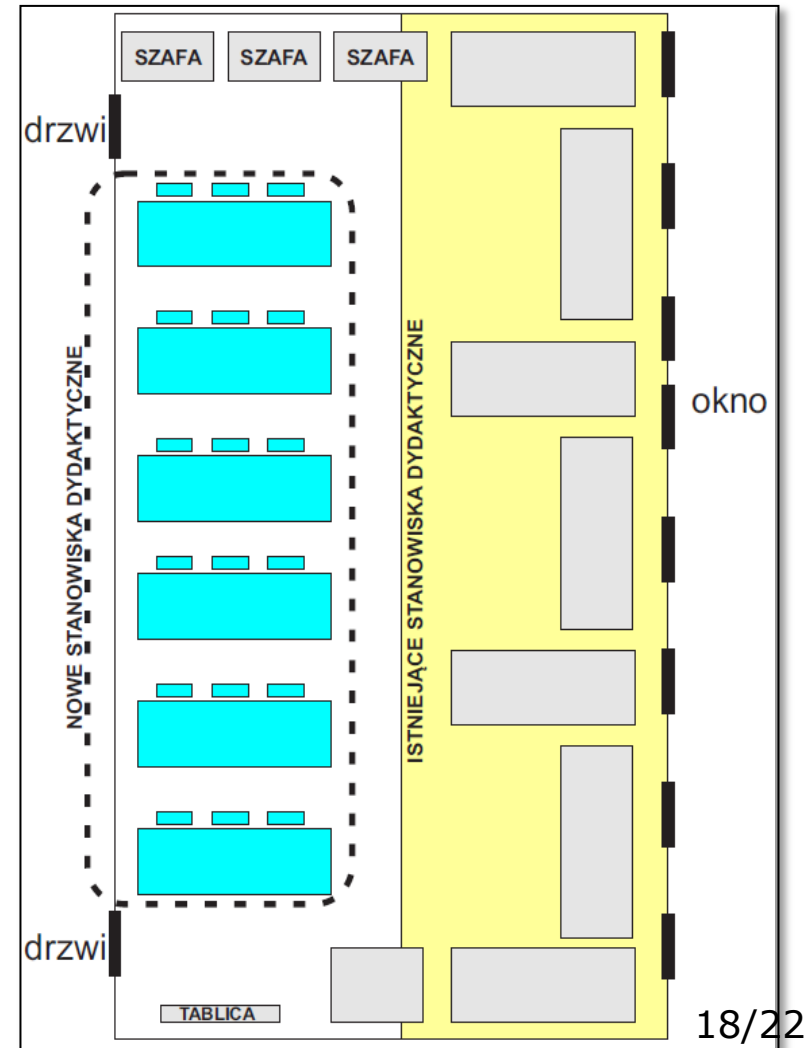 SZAFA SZAFA SZAFA
drzwi
NOWE STANOWISKA DYDAKTYCZNE
ISTNIEJĄCE STANOWISKA DYDAKTYCZNE
okno
drzwi
TABLICA
18/22